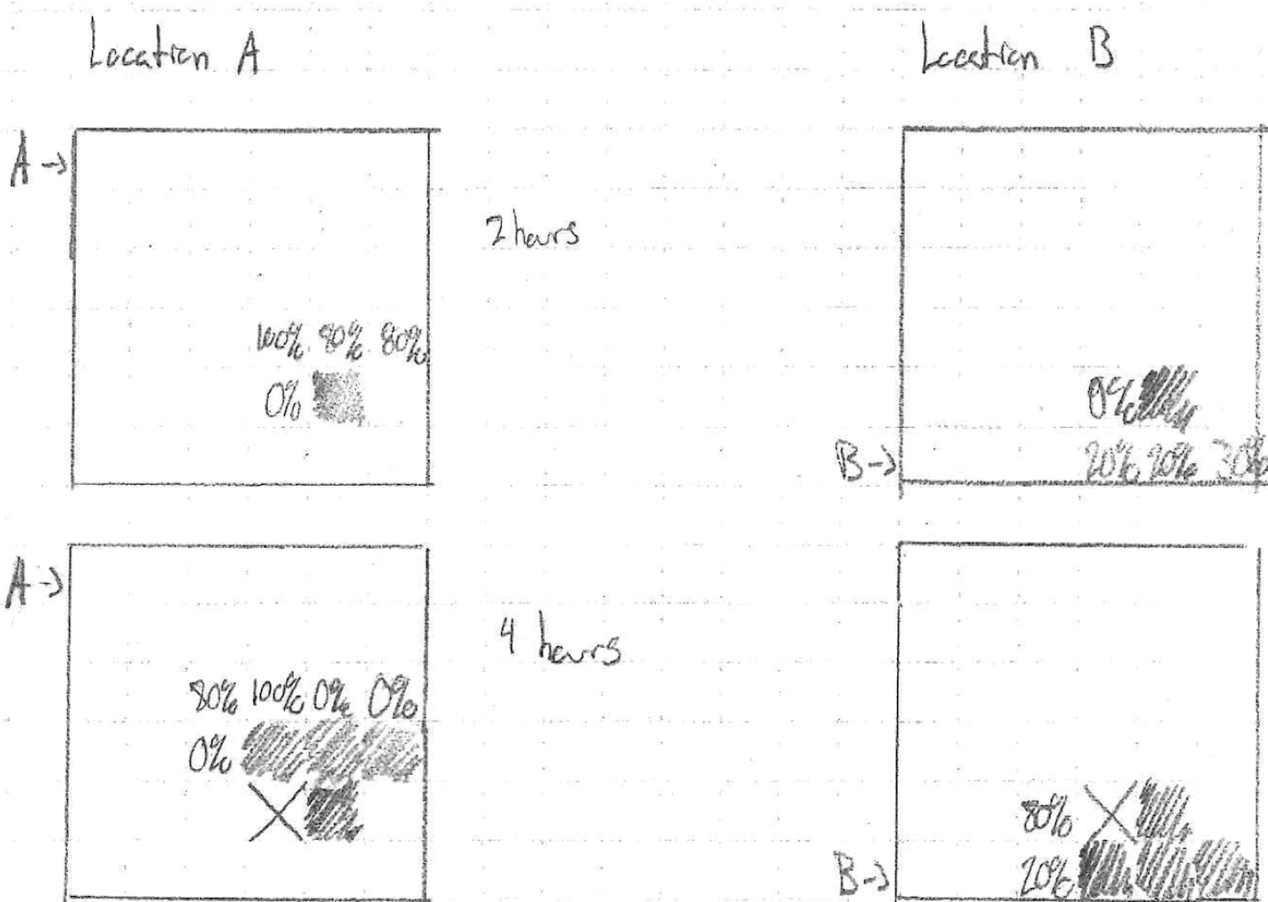 Location A
Location B
A →
2 hours
100% 80% 80%
0%
0%
B →
20% 20% 30%
A →
4 hours
80% 100% 0% 0%
0%
80%
B →
20%